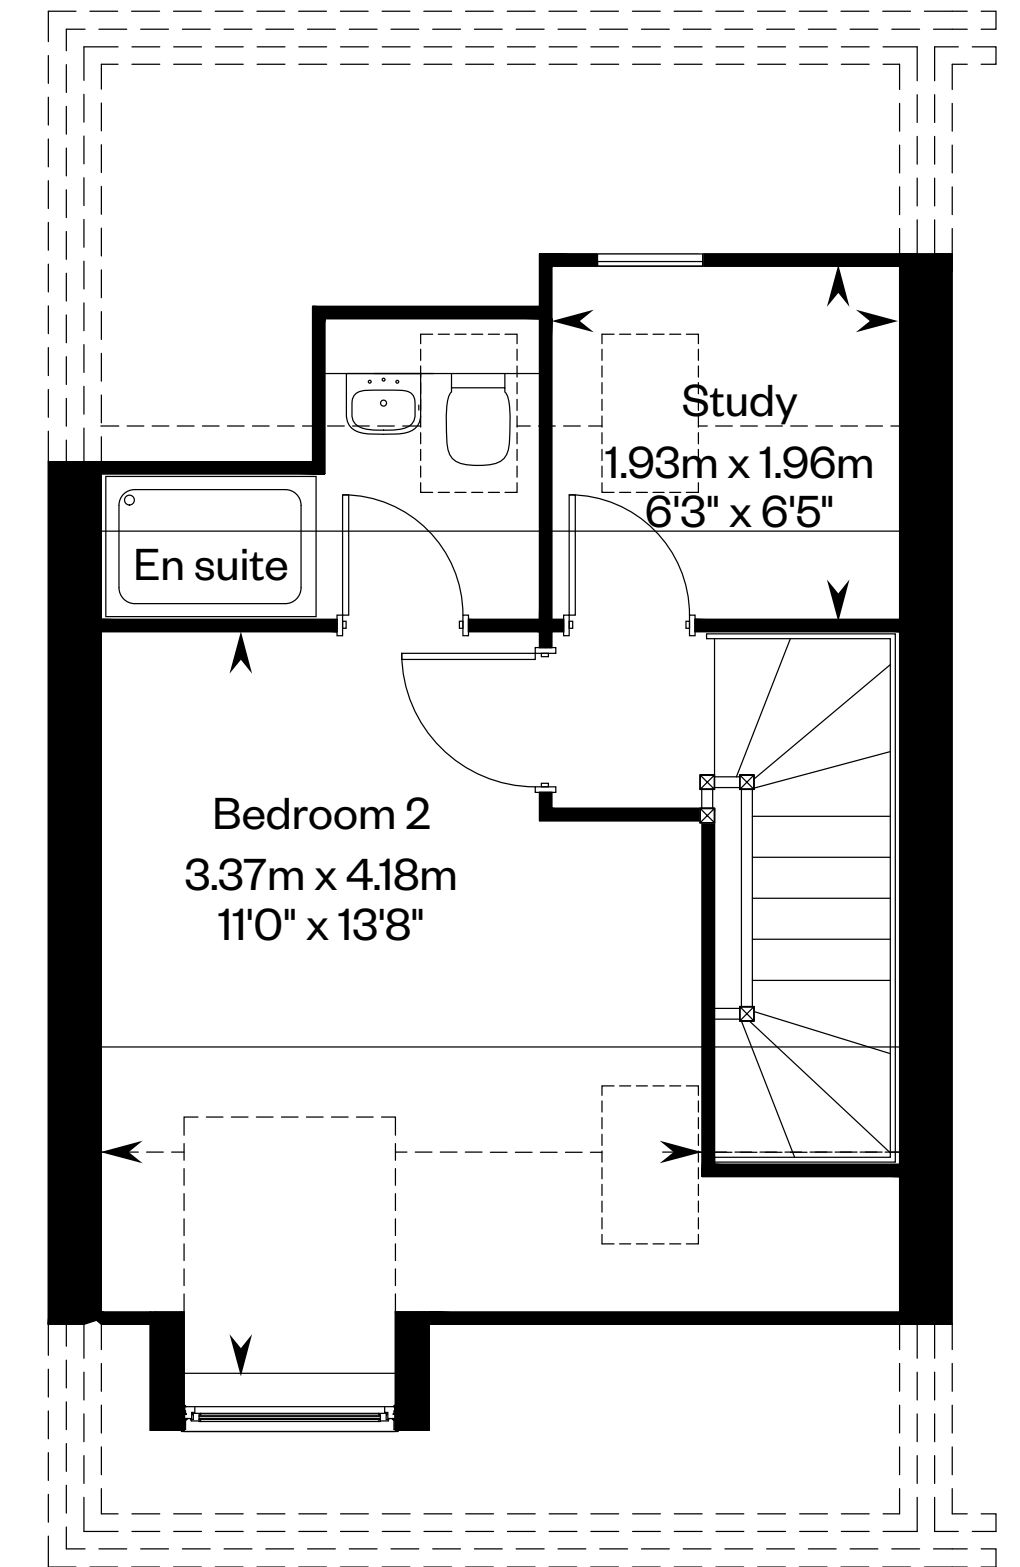 Study
1.93m x 1.96m
6'3" x 6'5"
En suite
Bedroom 2
3.37m x 4.18m
11'0" x 13'8"